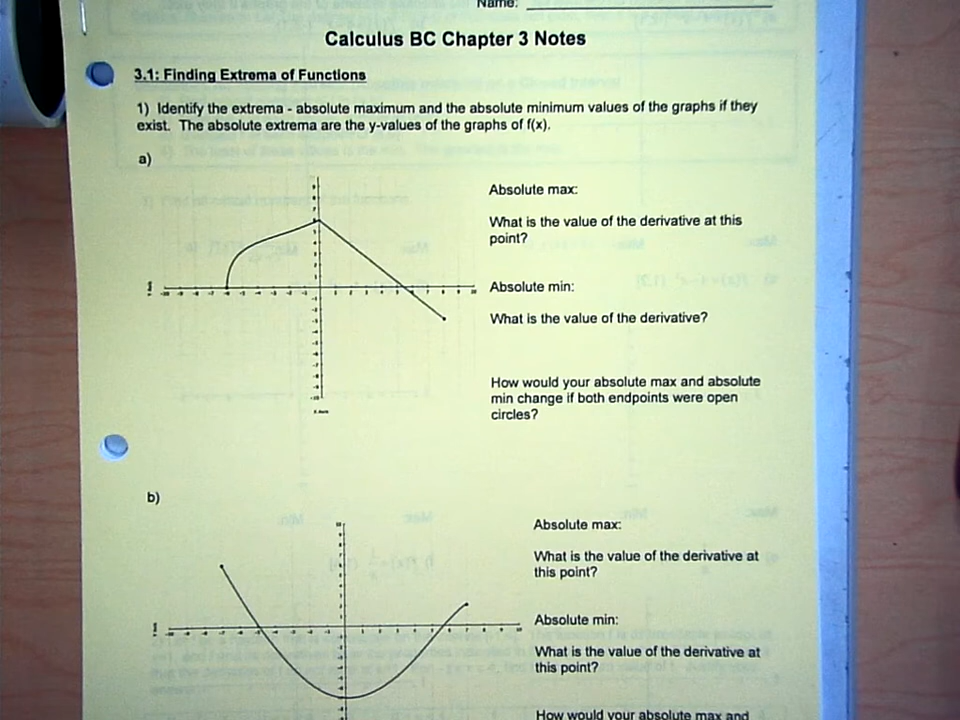 Name:
Calculus BC Chapter 3 Notes
3.1: Finding Extrema of Functions
1) Identify the extrema - absolute maximum and the absolute minimum values of the graphs if they
exist. The absolute extrema are the y-values of the graphs of f(x).
a)
Absolute max:
What is the value of the derivative at this
point?
Absolute min:
What is the value of the derivative?
How would your absolute max and absolute
min change if both endpoints were open
circles?
b)
Absolute max:
What is the value of the derivative at
this point?
Absolute min:
What is the value of the derivative at
this point?
How would your absolute max and